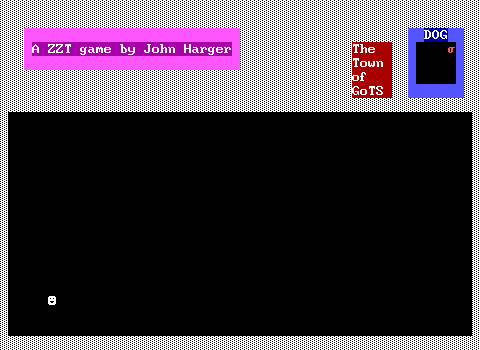 A ZZT game by John Harger
The
Town
of
GoTS
DOG